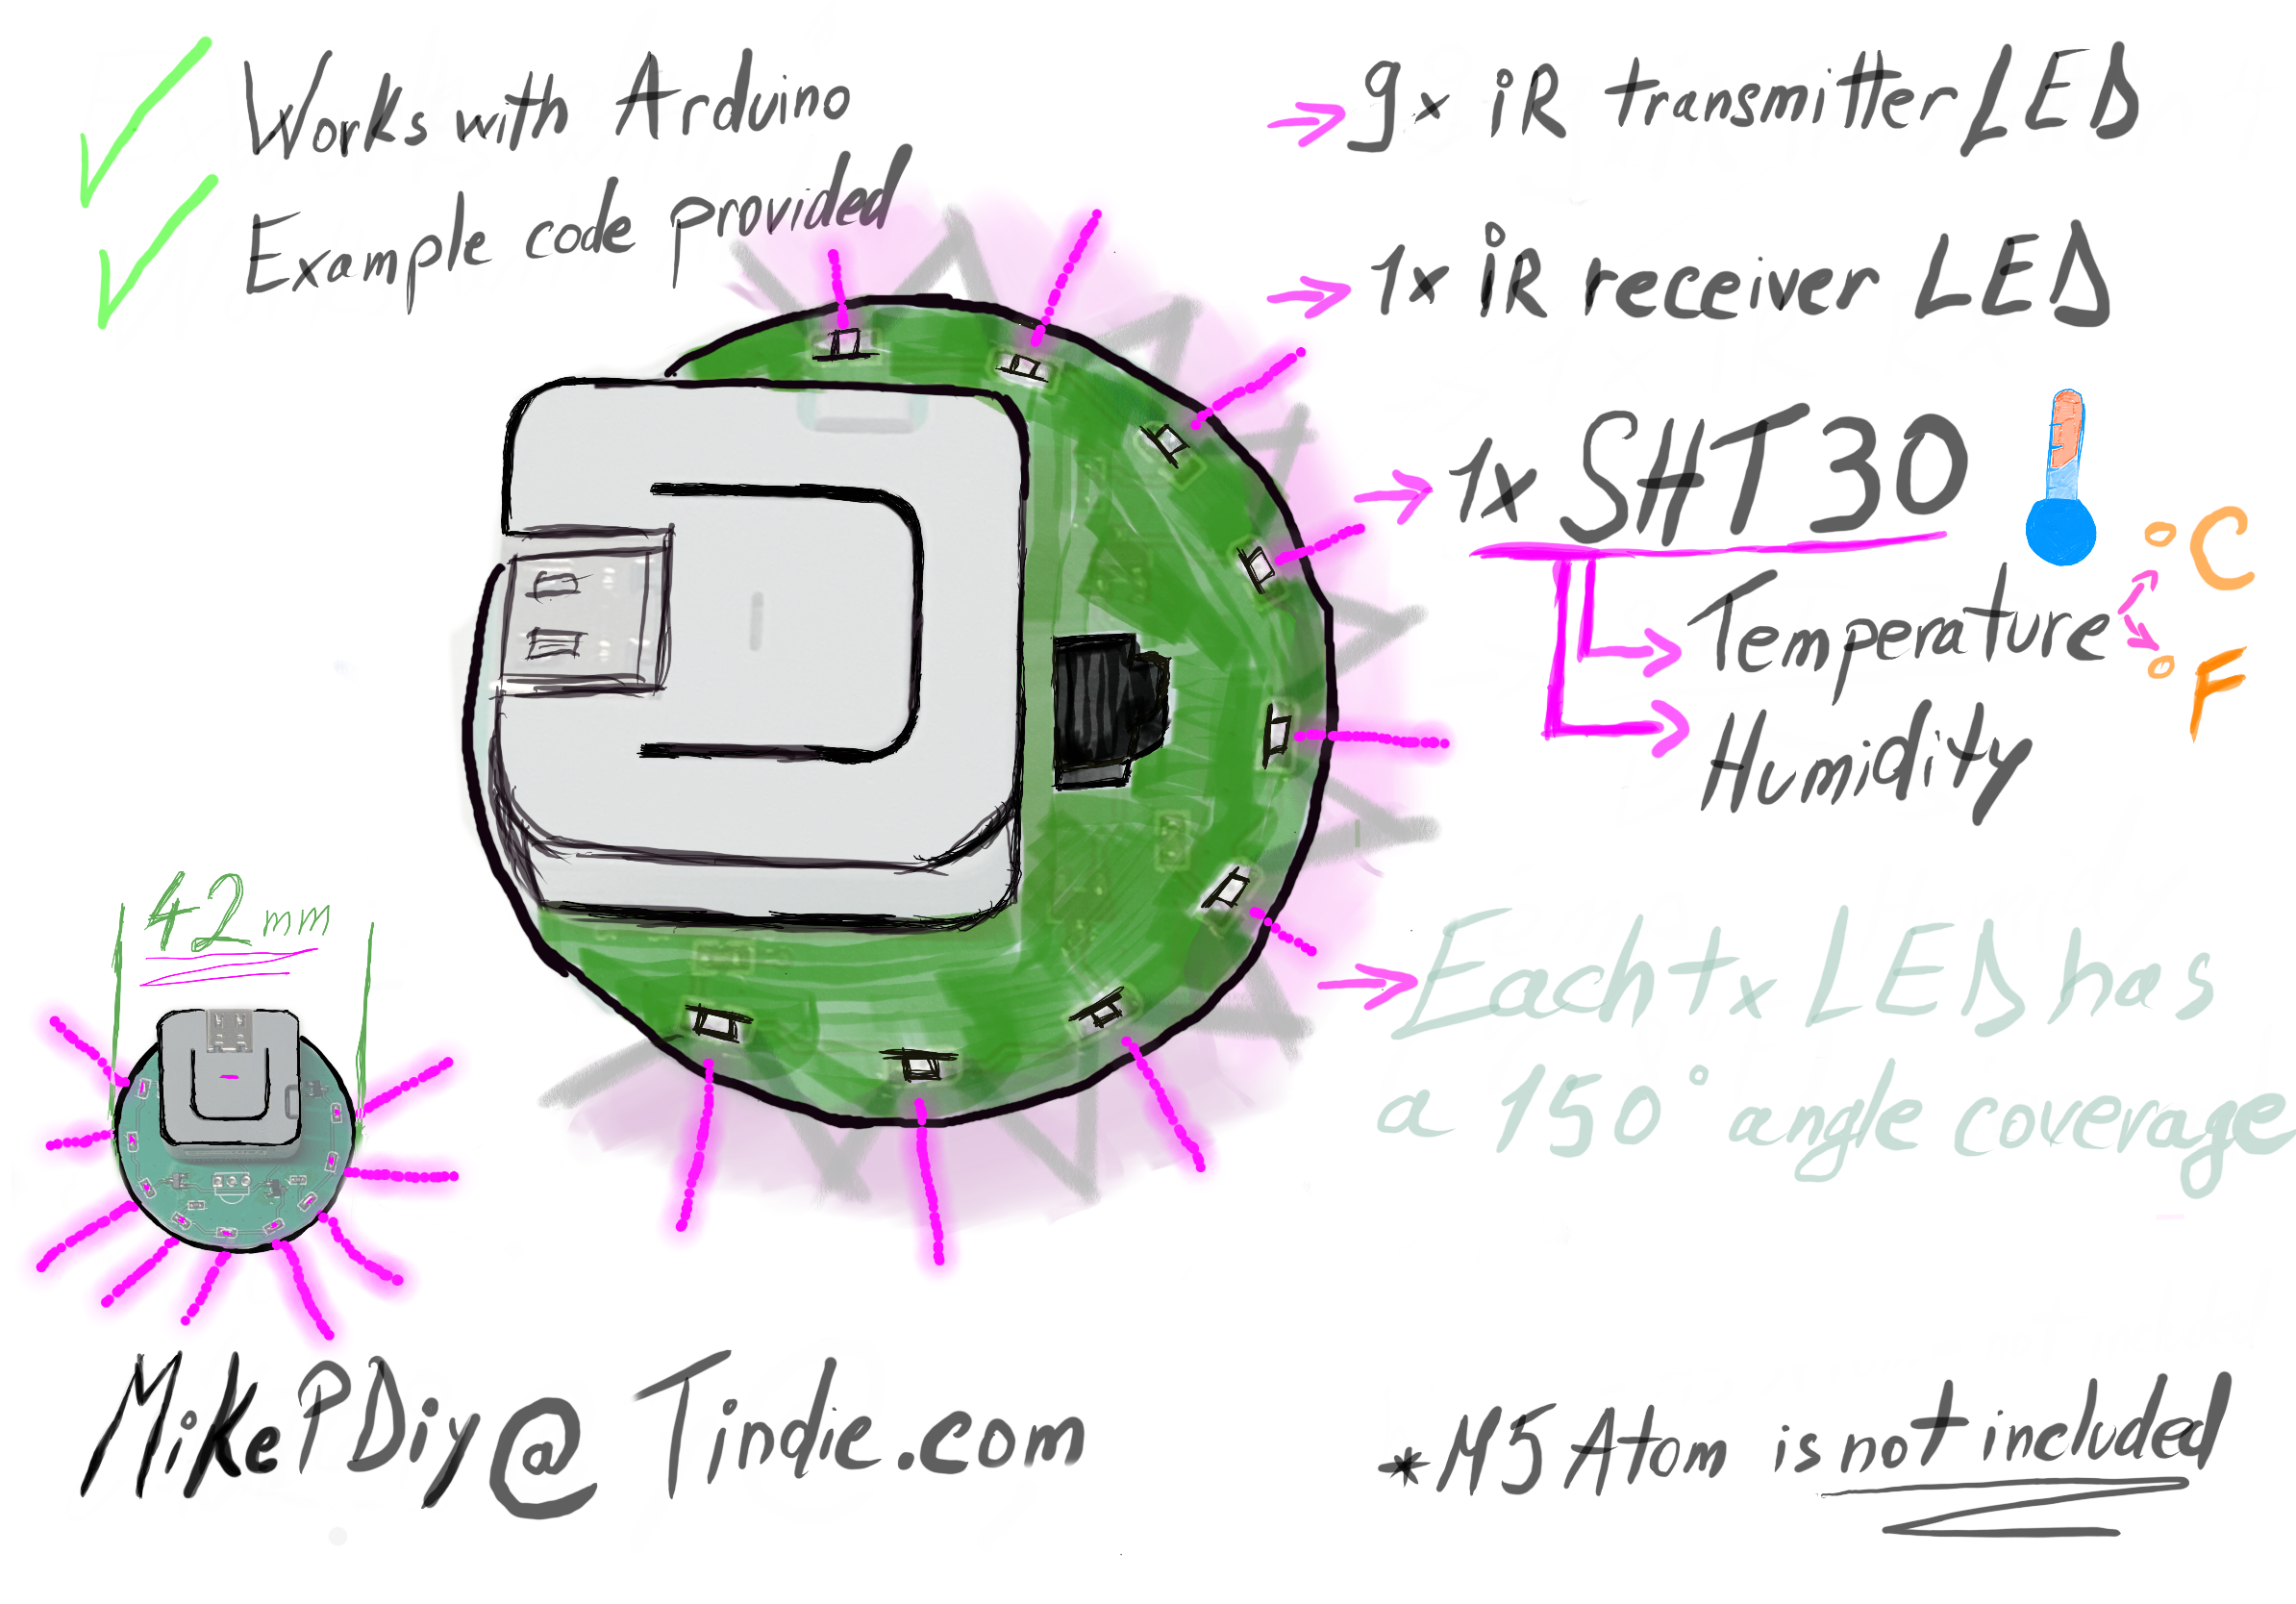 Works with Arduino
Example code provided
9x iR transmitter LED
1x iR receiver LED
1x SHT30
°C
Temperature
°F
Humidity
Each tx LED has
a 150° angle coverage
42mm
MikePDiy@Tindie.com
*M5 Atom is not included